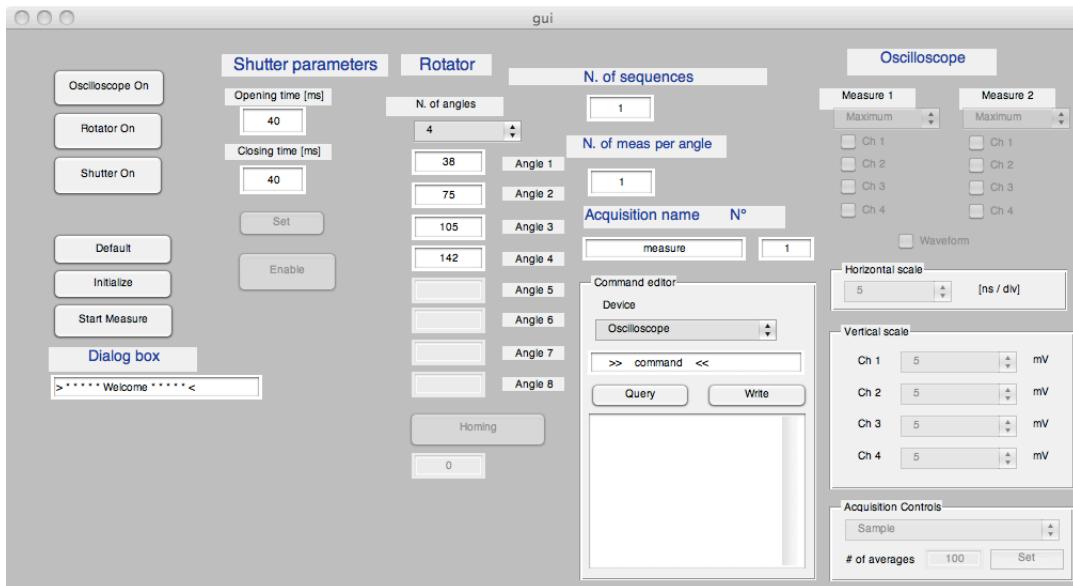 gui
Oscilloscope On
Rotator On
Shutter On
Default
Initialize
Start Measure
Dialog box
> * * * * * Welcome * * * * * <
Shutter parameters
Opening time [ms]
40
Closing time [ms]
40
Set
Enable
Rotator
N. of angles
4
38 Angle 1
75 Angle 2
105 Angle 3
142 Angle 4
Angle 5
Angle 6
Angle 7
Angle 8
Homing
0
N. of sequences
1
N. of meas per angle
1
Acquisition name N°
measure 1
Command editor
Device
Oscilloscope
>> command <<
Query Write
Oscilloscope
Measure 1 Measure 2
Maximum Maximum
Ch 1 Ch 1
Ch 2 Ch 2
Ch 3 Ch 3
Ch 4 Ch 4
Waveform
Horizontal scale
5 [ns / div]
Vertical scale
Ch 1 5 mV
Ch 2 5 mV
Ch 3 5 mV
Ch 4 5 mV
Acquisition Controls
Sample
# of averages 100 Set